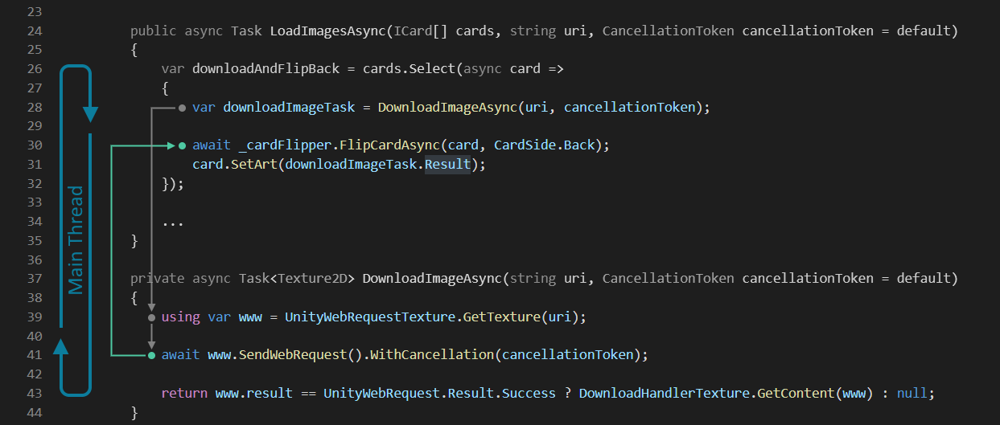 23
24 public async Task LoadImagesAsync(ICard[] cards, string uri, CancellationToken cancellationToken = default)
25 {
26 var downloadAndFlipBack = cards.Select(async card =>
27 {
28 var downloadImageTask = DownloadImageAsync(uri, cancellationToken);
29
30 await _cardFlipper.FlipCardAsync(card, CardSide.Back);
31 card.SetArt(downloadImageTask.Result);
32 });
33
34 ...
35 }
36
37 private async Task<Texture2D> DownloadImageAsync(string uri, CancellationToken cancellationToken = default)
38 {
39 using var www = UnityWebRequestTexture.GetTexture(uri);
40
41 await www.SendWebRequest().WithCancellation(cancellationToken);
42
43 return www.result == UnityWebRequest.Result.Success ? DownloadHandlerTexture.GetContent(www) : null;
44 }
Main Thread